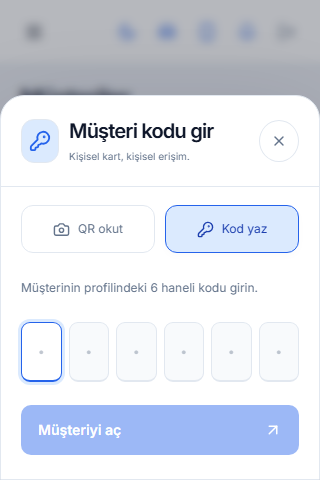 Müşteri kodu gir
Kişisel kart, kişisel erişim.
QR okut
Kod yaz
Müşterinin profilindeki 6 haneli kodu girin.
Müşteriyi aç